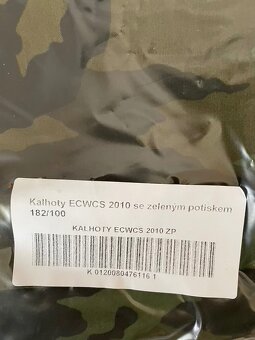 Kalhoty ECWCS 2010 se zeleným potiskem
182/100
KALHOTY ECWCS 2010 ZP
K 0120080476116 1